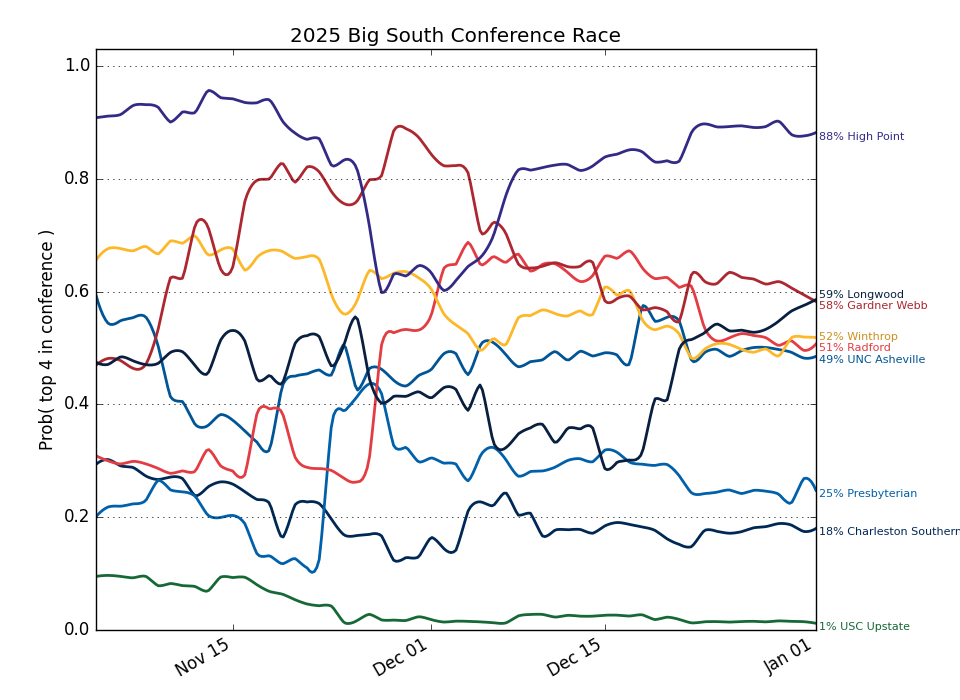 2025 Big South Conference Race
Prob( top 4 in conference )
1.0
0.8
0.6
0.4
0.2
0.0
Nov 15
Dec 01
Dec 15
Jan 01
88% High Point
59% Longwood
58% Gardner Webb
52% Winthrop
51% Radford
49% UNC Asheville
25% Presbyterian
18% Charleston Southern
1% USC Upstate